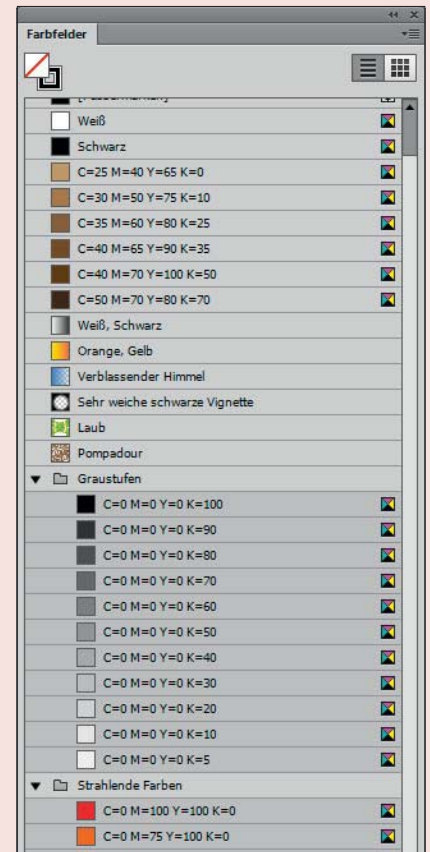 Farbfelder
Weiß
Schwarz
C=25 M=40 Y=65 K=0
C=30 M=50 Y=75 K=10
C=35 M=60 Y=80 K=25
C=40 M=65 Y=90 K=35
C=40 M=70 Y=100 K=50
C=50 M=70 Y=80 K=70
Weiß, Schwarz
Orange, Gelb
Verblassender Himmel
Sehr weiche schwarze Vignette
Laub
Pompadour
Graustufen
C=0 M=0 Y=0 K=100
C=0 M=0 Y=0 K=90
C=0 M=0 Y=0 K=80
C=0 M=0 Y=0 K=70
C=0 M=0 Y=0 K=60
C=0 M=0 Y=0 K=50
C=0 M=0 Y=0 K=40
C=0 M=0 Y=0 K=30
C=0 M=0 Y=0 K=20
C=0 M=0 Y=0 K=10
C=0 M=0 Y=0 K=5
Strahlende Farben
C=0 M=100 Y=100 K=0
C=0 M=75 Y=100 K=0